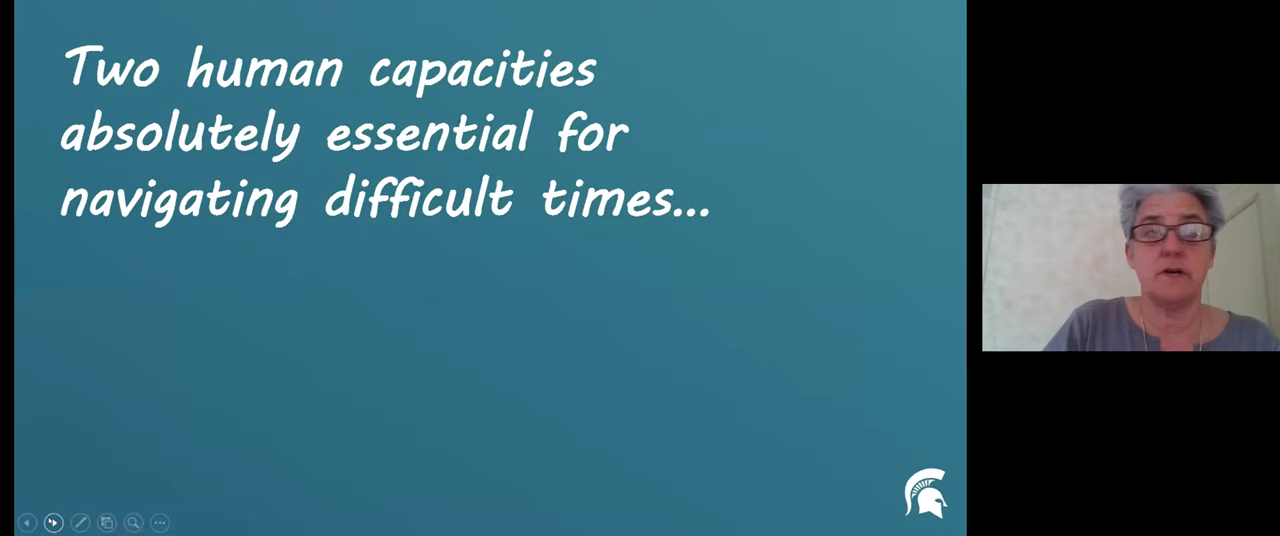 Two human capacities
absolutely essential for
navigating difficult times...